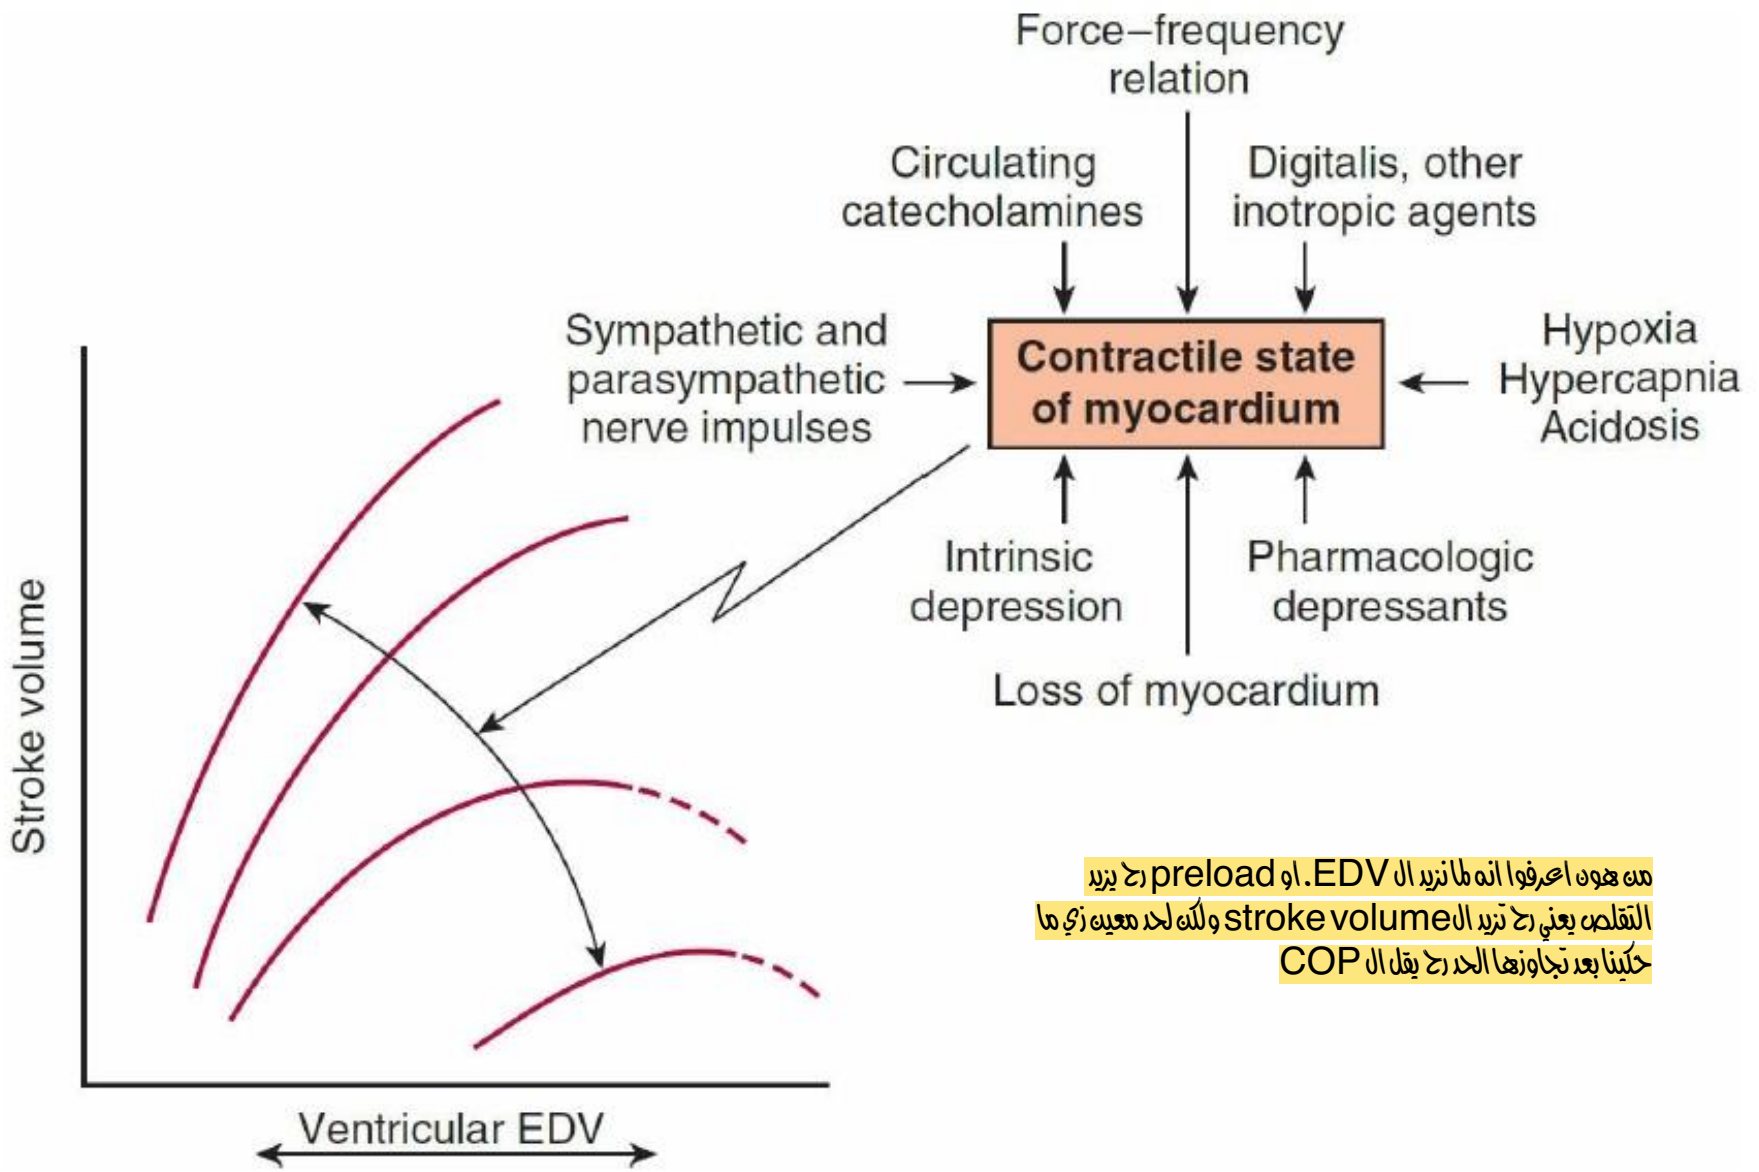 Force–frequency
relation
Circulating
catecholamines
Digitalis, other
inotropic agents
Sympathetic and
parasympathetic
nerve impulses
Contractile state
of myocardium
Hypoxia
Hypercapnia
Acidosis
Intrinsic
depression
Pharmacologic
depressants
Loss of myocardium
Stroke volume
Ventricular EDV
من هون اعرفوا انه لما نزيد ال EDV. او preload رح يزيد
التقلص يعني رح تزيد الstroke volume ولكن لحد معين زي ما
حكينا بعد تجاوزها الحد رح يقل ال COP